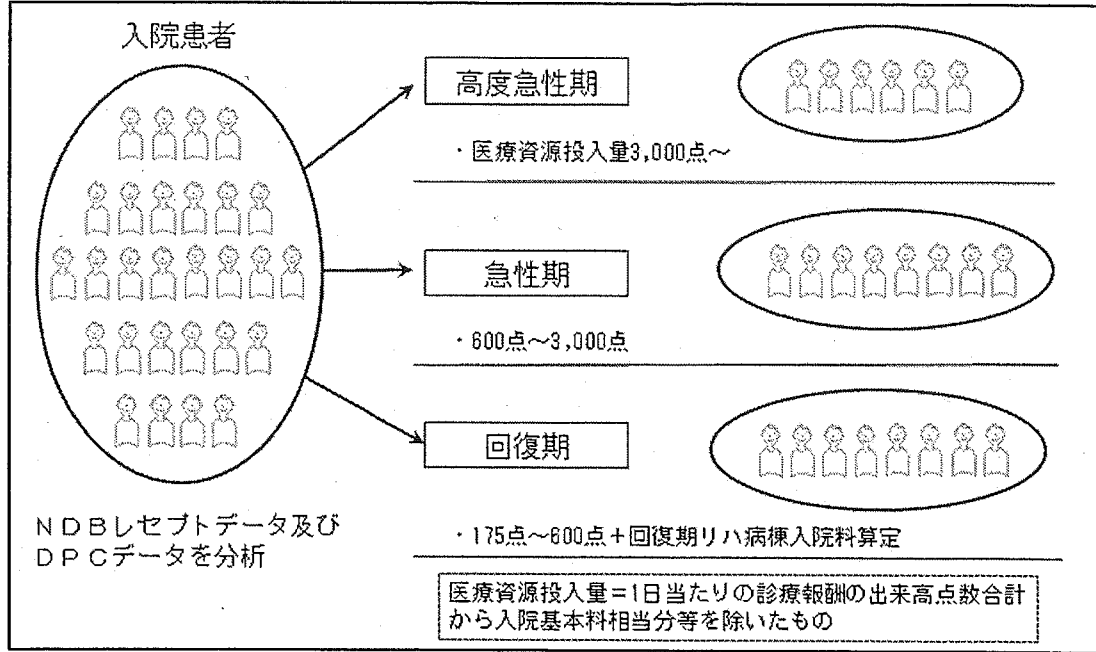 入院患者
高度急性期
・医療資源投入量3,000点～
急性期
・600点～3,000点
回復期
・175点～600点＋回復期リハ病棟入院料算定
ＮＤＢレセプトデータ及び
ＤＰＣデータを分析
医療資源投入量＝1日当たりの診療報酬の出来高点数合計
から入院基本料相当分等を除いたもの